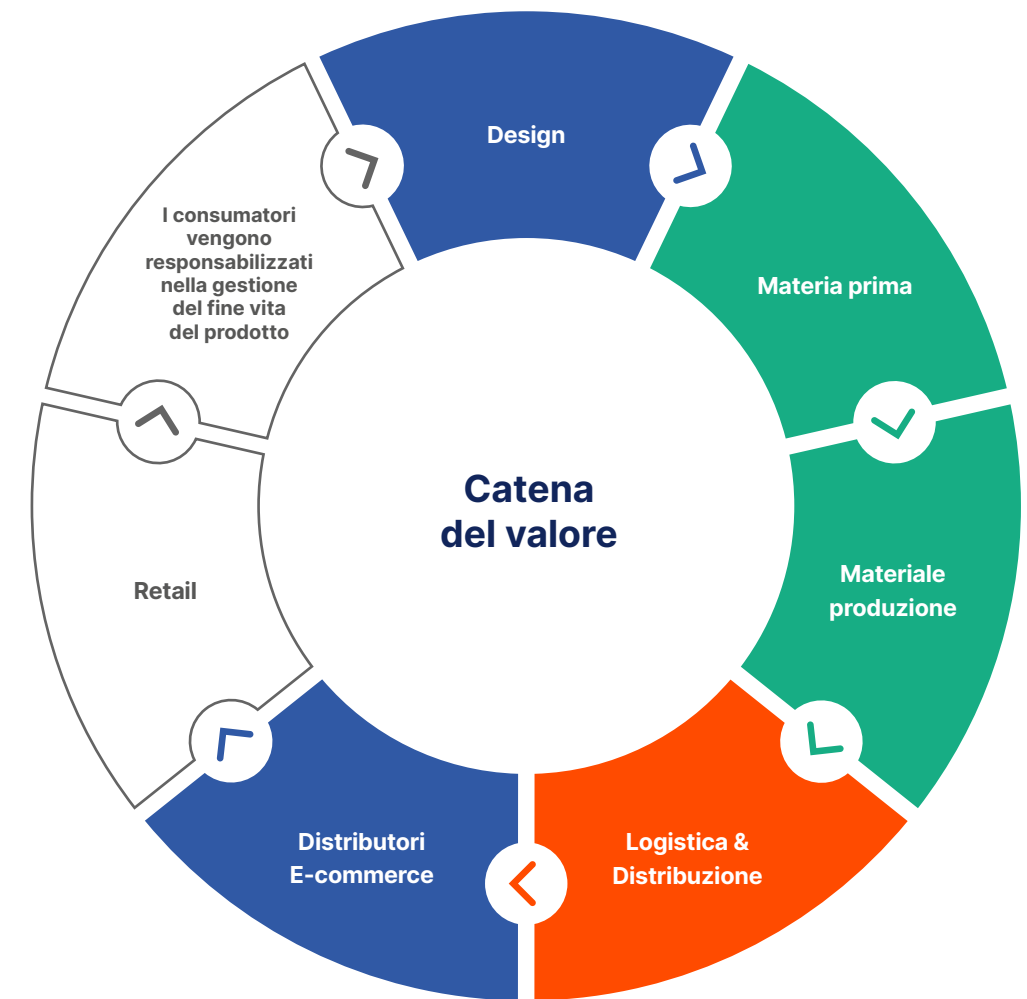 Design
Materia prima
Materiale
produzione
Logistica &
Distribuzione
Distributori
E-commerce
Retail
I consumatori
vengono
responsabilizzati
nella gestione
del fine vita
del prodotto
Catena
del valore